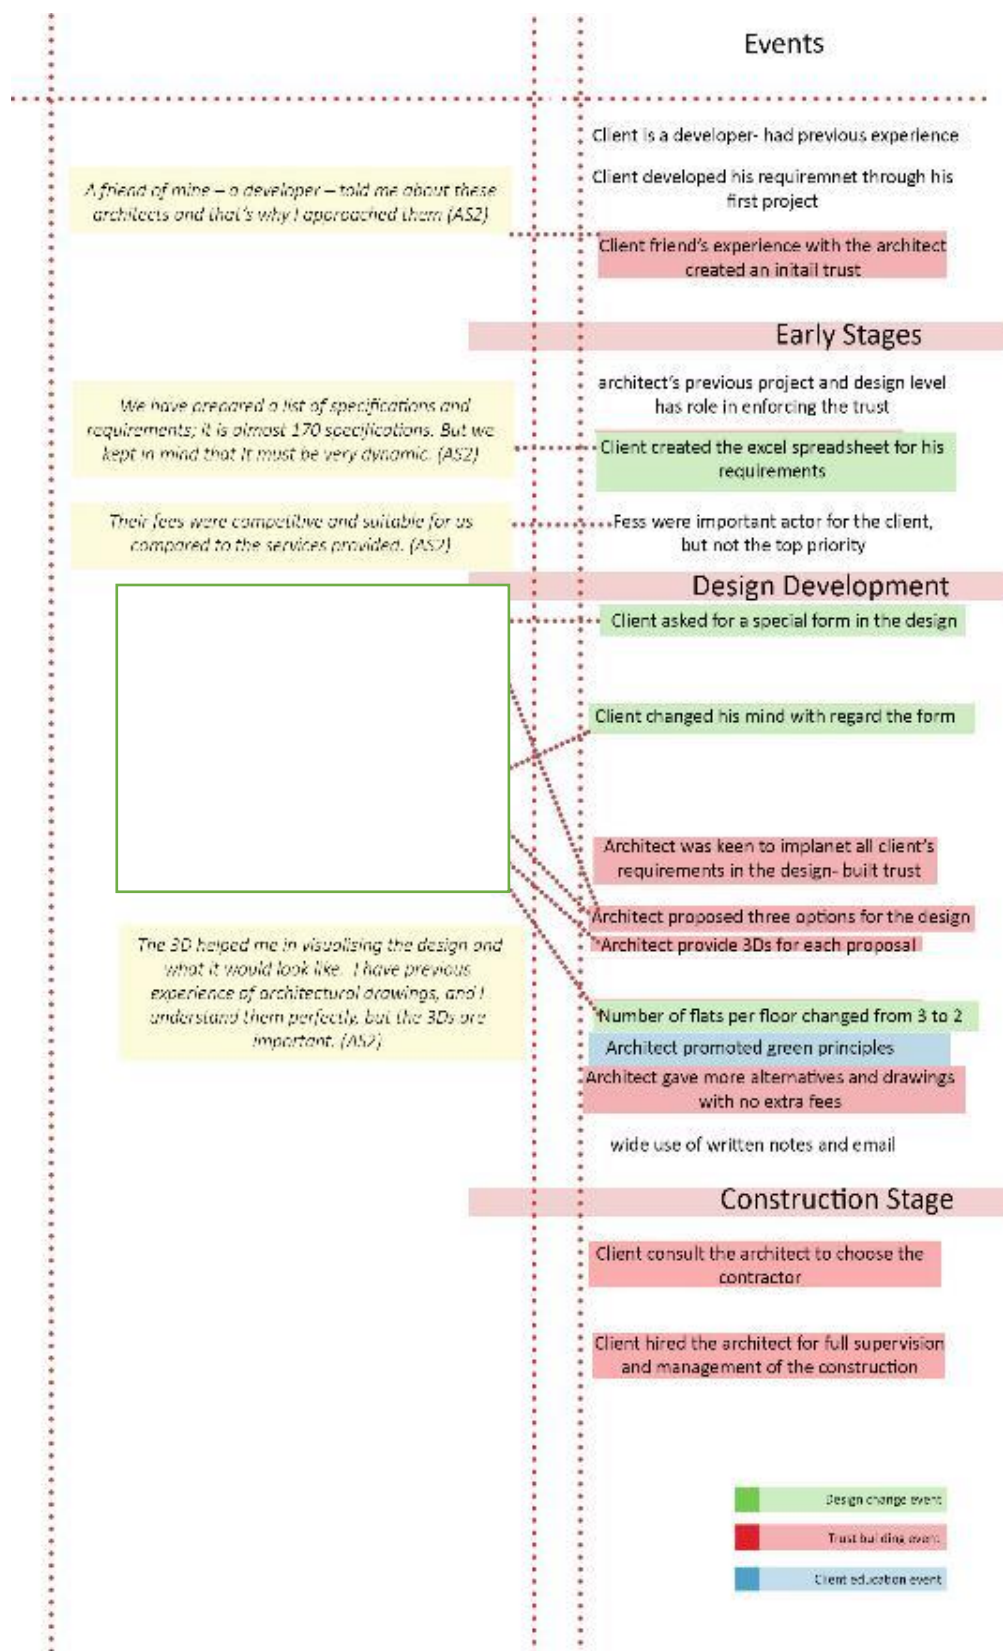 Events
Client is a developer- had previous experience
A friend of mine – a developer – told me about these
architects and that's why I approached them (AS2)
Client developed his requiremnet through his
first project
Client friend's experience with the architect
created an initail trust
Early Stages
architect's previous project and design level
has role in enforcing the trust
We have prepared a list of specifications and
requirements; it is almost 170 specifications. But we
kept in mind that it must be very dynamic. (AS2)
Client created the excel spreadsheet for his
requirements
Their fees were competitive and suitable for us
compared to the services provided. (AS2)
Fess were important actor for the client,
but not the top priority
Design Development
Client asked for a special form in the design
Client changed his mind with regard the form
Architect was keen to implanet all client's
requirements in the design- built trust
Architect proposed three options for the design
Architect provide 3Ds for each proposal
The 3D helped me in visualising the design and
what it would look like. I have previous
experience of architectural drawings, and I
understand them perfectly, but the 3Ds are
important. (AS2)
Number of flats per floor changed from 3 to 2
Architect promoted green principles
Architect gave more alternatives and drawings
with no extra fees
wide use of written notes and email
Construction Stage
Client consult the architect to choose the
contractor
Client hired the architect for full supervision
and management of the construction
Design change event
Trust building event
Client education event